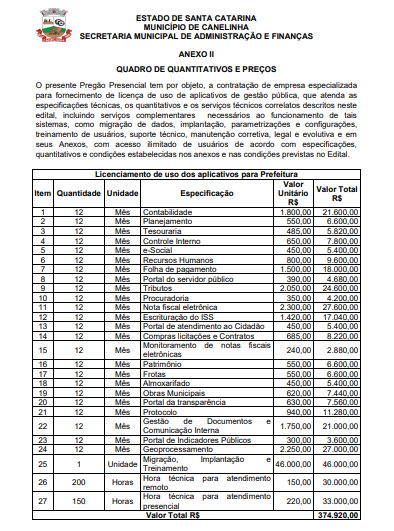 ESTADO DE SANTA CATARINA
MUNICÍPIO DE CANELINHA
SECRETARIA MUNICIPAL DE ADMINISTRAÇÃO E FINANÇAS
ANEXO II
QUADRO DE QUANTITATIVOS E PREÇOS
O presente Pregão Presencial tem por objeto, a contratação de empresa especializada
para fornecimento de licença de uso de aplicativos de gestão pública, que atenda as
especificações técnicas, os quantitativos e os serviços técnicos correlatos descritos neste
edital, incluindo serviços complementares necessários ao funcionamento de tais
sistemas, como migração de dados, implantação, parametrizações e configurações,
treinamento de usuários, suporte técnico, manutenção corretiva, legal e evolutiva e em
seus Anexos, com acesso ilimitado de usuários de acordo com especificações,
quantitativos e condições estabelecidas nos anexos e nas condições previstas no Edital.
Licenciamento de uso dos aplicativos para Prefeitura
Item Quantidade Unidade Especificação Valor Unitário R$ Valor Total R$
1 12 Mês Contabilidade 1.800,00 21.600,00
2 12 Mês Planejamento 550,00 6.600,00
3 12 Mês Tesouraria 485,00 5.820,00
4 12 Mês Controle Interno 650,00 7.800,00
5 12 Mês e-Social 450,00 5.400,00
6 12 Mês Recursos Humanos 800,00 9.600,00
7 12 Mês Folha de pagamento 1.500,00 18.000,00
8 12 Mês Portal do servidor público 390,00 4.680,00
9 12 Mês Tributos 2.050,00 24.600,00
10 12 Mês Procuradoria 350,00 4.200,00
11 12 Mês Nota fiscal eletrônica 2.300,00 27.600,00
12 12 Mês Escrituração do ISS 1.420,00 17.040,00
13 12 Mês Portal de atendimento ao Cidadão 450,00 5.400,00
14 12 Mês Compras licitações e Contratos 685,00 8.220,00
15 12 Mês Monitoramento de notas fiscais eletrônicas 240,00 2.880,00
16 12 Mês Patrimônio 550,00 6.600,00
17 12 Mês Frotas 550,00 6.600,00
18 12 Mês Almoxarifado 450,00 5.400,00
19 12 Mês Obras Municipais 620,00 7.440,00
20 12 Mês Portal da transparência 630,00 7.560,00
21 12 Mês Protocolo 940,00 11.280,00
22 12 Mês Gestão de Documentos e Comunicação Interna 1.750,00 21.000,00
23 12 Mês Portal de Indicadores Públicos 300,00 3.600,00
24 12 Mês Geoprocessamento 2.250,00 27.000,00
25 1 Unidade Migração, Implantação e Treinamento 46.000,00 46.000,00
26 200 Horas Hora técnica para atendimento remoto 150,00 30.000,00
27 150 Horas Hora técnica para atendimento presencial 220,00 33.000,00
Valor Total R$ 374.920,00